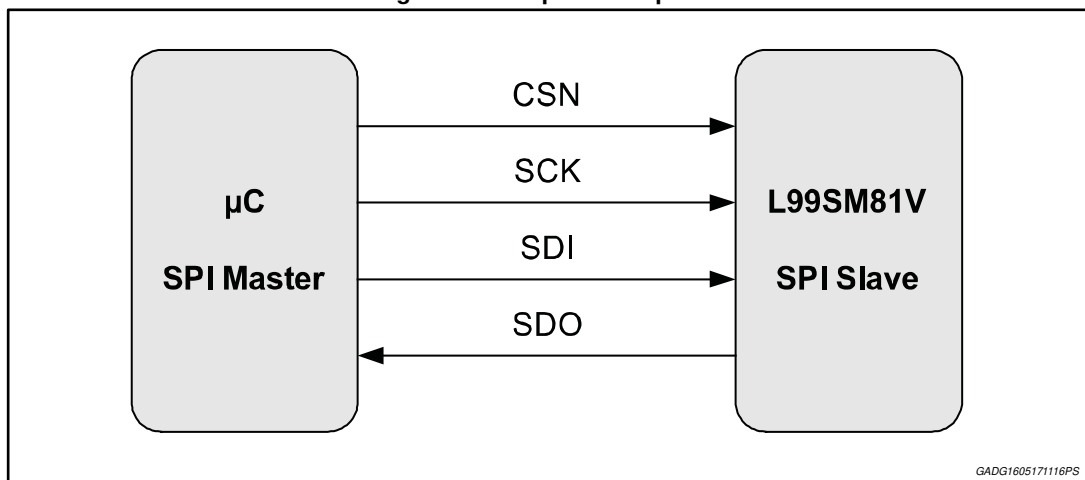 CSN
SCK
µC
L99SM81V
SDI
SPI Master
SPI Slave
SDO
GADG1605171116PS